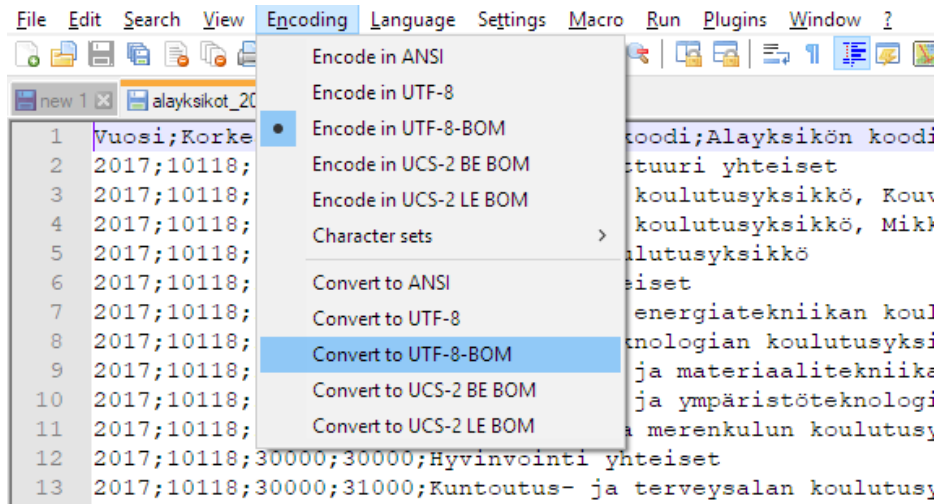 File Edit Search View Encoding Language Settings Macro Run Plugins Window ?
new 1 alayksikot_20
Encode in ANSI
Encode in UTF-8
Encode in UTF-8-BOM
Encode in UCS-2 BE BOM
Encode in UCS-2 LE BOM
Character sets
Convert to ANSI
Convert to UTF-8
Convert to UTF-8-BOM
Convert to UCS-2 BE BOM
Convert to UCS-2 LE BOM
1 Vuosi;Korke koodi;Alayksikön koodi
2 2017;10118; ttuuri yhteiset
3 2017;10118; koulutusyksikkö, Kouv
4 2017;10118; koulutusyksikkö, Mikk
5 2017;10118; lutusyksikkö
6 2017;10118; eiset
7 2017;10118; energiatekniikan koul
8 2017;10118; knologian koulutusyksi
9 2017;10118; ja materiaalitekniika
10 2017;10118; ja ympäristöteknologi
11 2017;10118; merenkulun koulutusy
12 2017;10118;30000;30000;Hyvinvointi yhteiset
13 2017;10118;30000;31000;Kuntoutus- ja terveysalan koulutusy